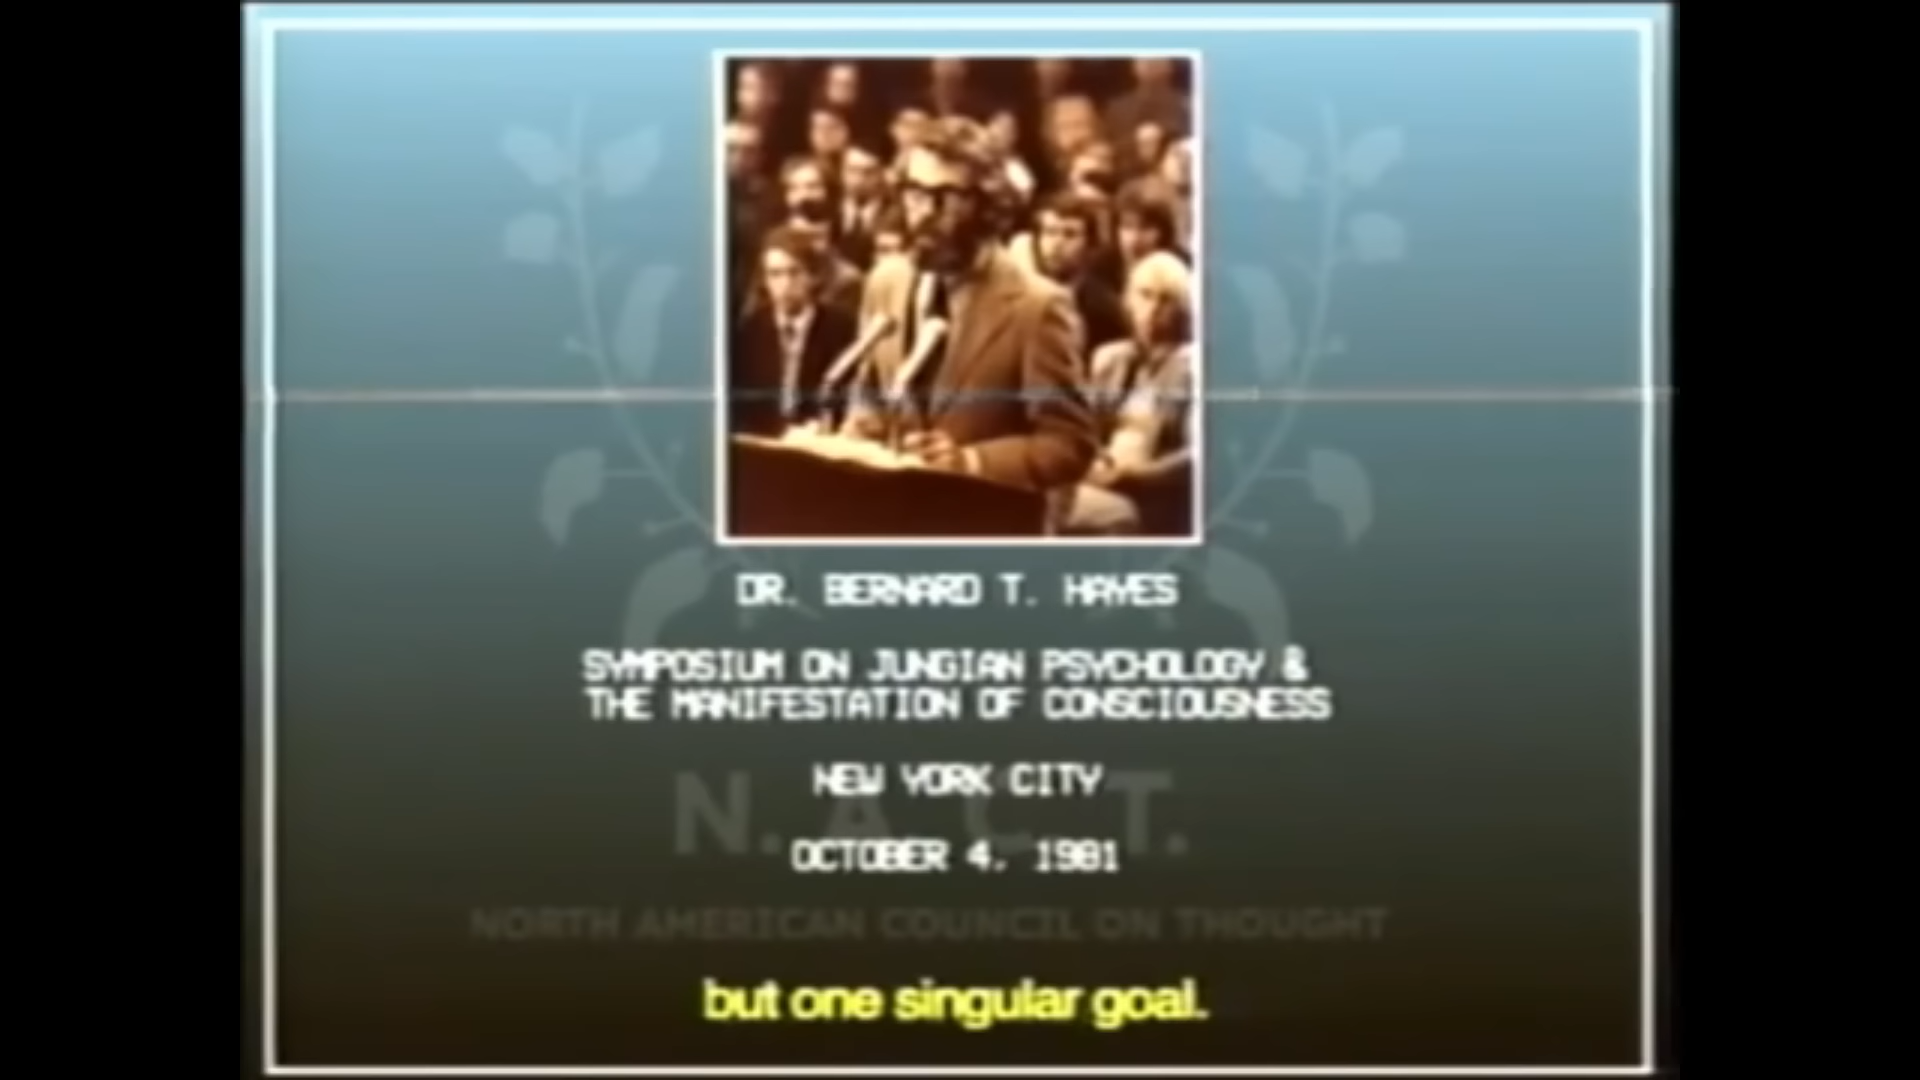 DR. BERNARD T. HAYES
SYMPOSIUM ON JUNGIAN PSYCHOLOGY &
THE MANIFESTATION OF CONSCIOUSNESS
NEW YORK CITY
N.A.C.T.
OCTOBER 4, 1981
NORTH AMERICAN COUNCIL ON THOUGHT
but one singular goal.